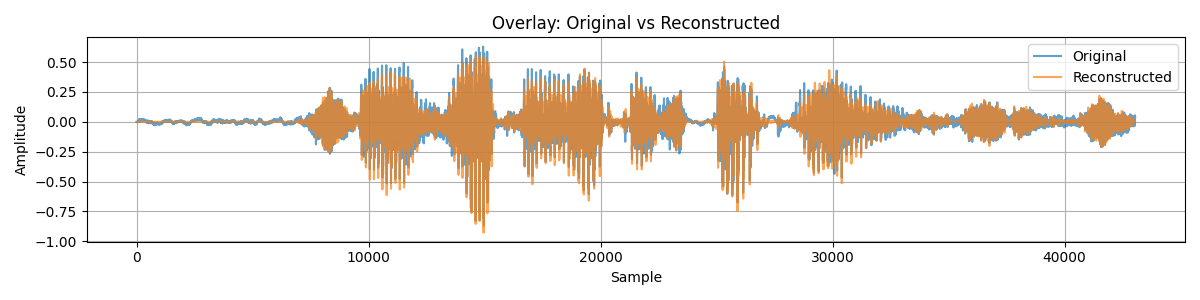 Overlay: Original vs Reconstructed
Original
Reconstructed
Amplitude
0.50
0.25
0.00
−0.25
−0.50
−0.75
−1.00
0 10000 20000 30000 40000
Sample